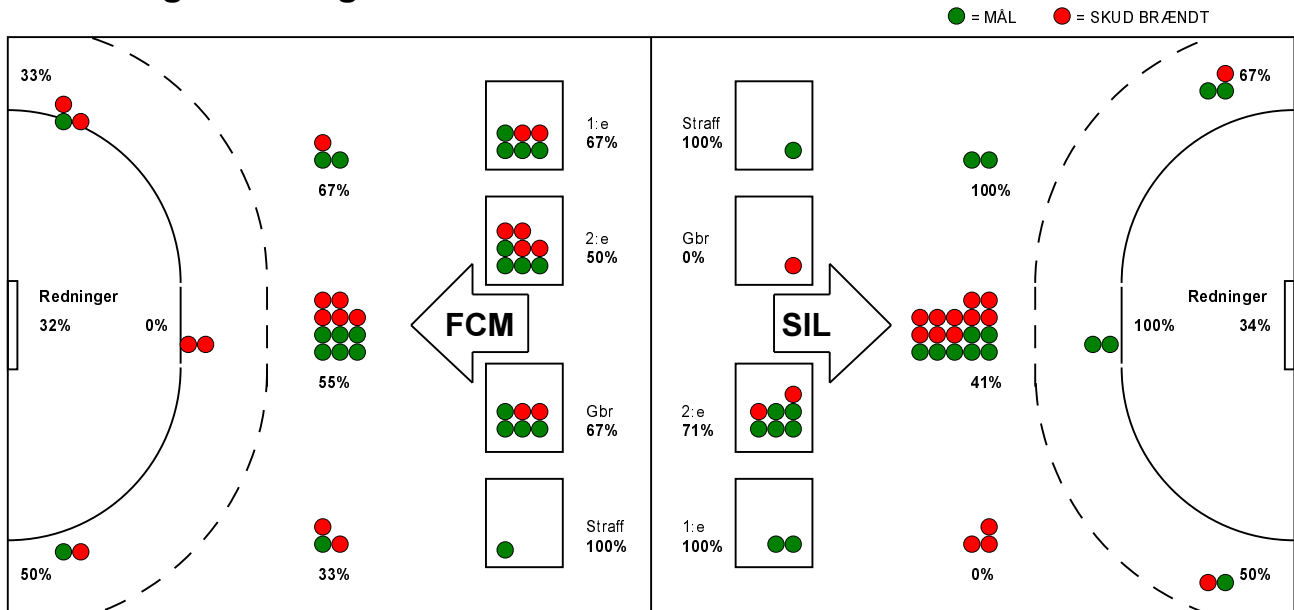 = MÅL
= SKUD BRÆNDT
33%
67%
1:e
67%
Straff
100%
100%
67%
2:e
50%
Gbr
0%
Redninger
32%
0%
55%
FCM
SIL
41%
100%
Redninger
34%
Gbr
67%
2:e
71%
50%
33%
Straff
100%
1:e
100%
0%
50%